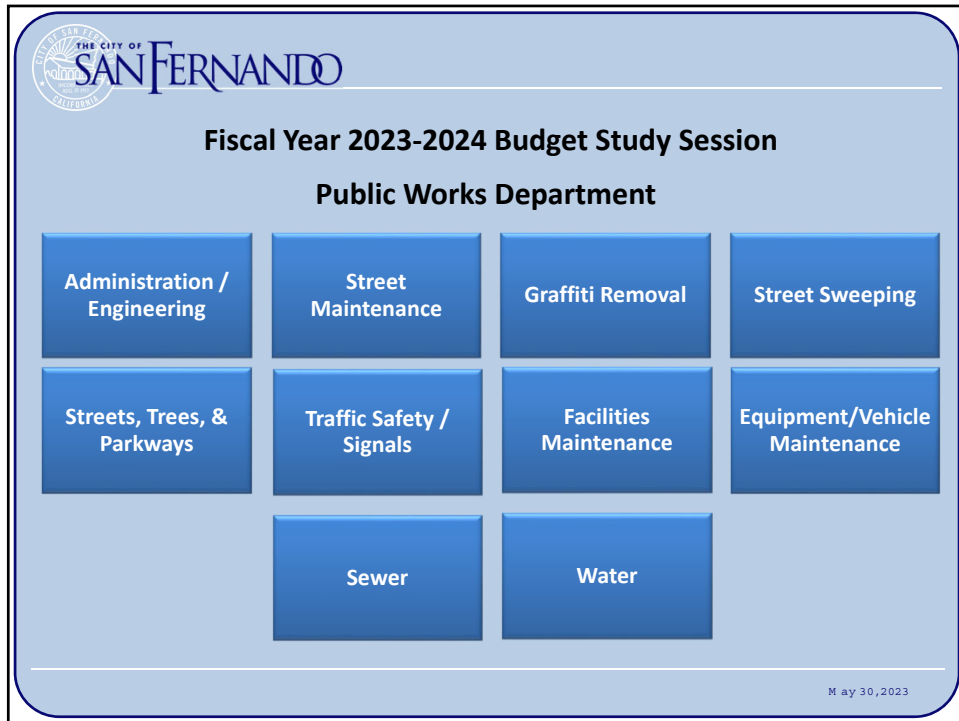 THE CITY OF
SAN FERNANDO
CALIFORNIA
Fiscal Year 2023-2024 Budget Study Session
Public Works Department
Administration /
Engineering
Street
Maintenance
Graffiti Removal
Street Sweeping
Streets, Trees, &
Parkways
Traffic Safety /
Signals
Facilities
Maintenance
Equipment/Vehicle
Maintenance
Sewer
Water
May 30,2023